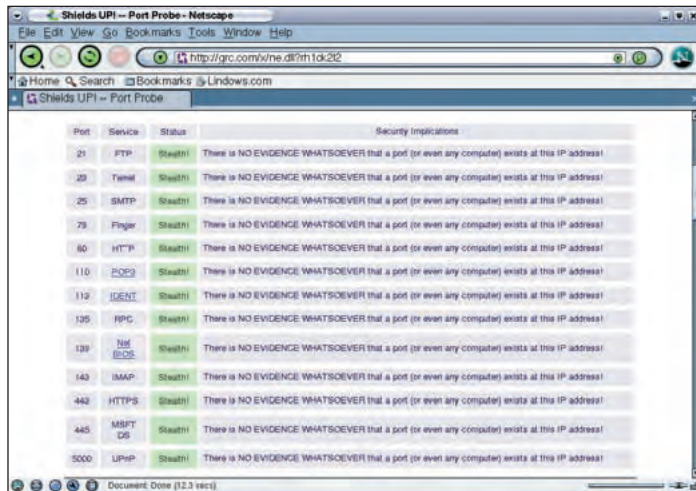 Shields UP! -- Port Probe - Netscape
File Edit View Go Bookmarks Tools Window Help
http://grc.com/x/ne.dll?rh1dk2l2
Home Search Bookmarks Lindows.com
Shields UP! -- Port Probe
Port Service Status Security Implications
21 FTP Stealth! There is NO EVIDENCE WHATSOEVER that a port (or even any computer) exists at this IP address!
23 Telnet Stealth! There is NO EVIDENCE WHATSOEVER that a port (or even any computer) exists at this IP address!
25 SMTP Stealth! There is NO EVIDENCE WHATSOEVER that a port (or even any computer) exists at this IP address!
79 Finger Stealth! There is NO EVIDENCE WHATSOEVER that a port (or even any computer) exists at this IP address!
80 HTTP Stealth! There is NO EVIDENCE WHATSOEVER that a port (or even any computer) exists at this IP address!
110 POP3 Stealth! There is NO EVIDENCE WHATSOEVER that a port (or even any computer) exists at this IP address!
113 IDENT Stealth! There is NO EVIDENCE WHATSOEVER that a port (or even any computer) exists at this IP address!
135 RPC Stealth! There is NO EVIDENCE WHATSOEVER that a port (or even any computer) exists at this IP address!
139 Net BIOS Stealth! There is NO EVIDENCE WHATSOEVER that a port (or even any computer) exists at this IP address!
143 IMAP Stealth! There is NO EVIDENCE WHATSOEVER that a port (or even any computer) exists at this IP address!
443 HTTPS Stealth! There is NO EVIDENCE WHATSOEVER that a port (or even any computer) exists at this IP address!
445 MSFT DS Stealth! There is NO EVIDENCE WHATSOEVER that a port (or even any computer) exists at this IP address!
5000 UPnP Stealth! There is NO EVIDENCE WHATSOEVER that a port (or even any computer) exists at this IP address!
Document: Done (12.3 secs)